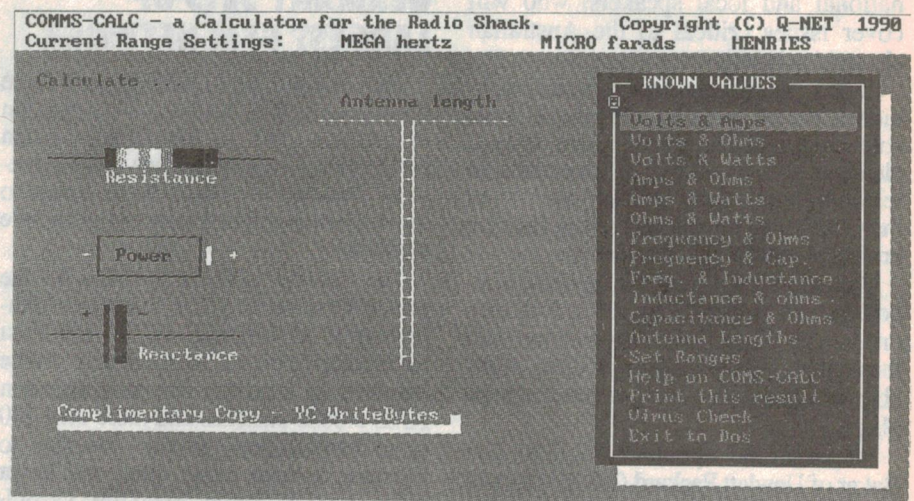 COMMS-CALC - a Calculator for the Radio Shack. Copyright (C) Q-NET 1990
Current Range Settings: MEGA hertz MICRO farads HENRIES
Calculate ...
Antenna length
Resistance
- Power +
+ -
Reactance
Complimentary Copy - YC WriteBytes
KNOWN VALUES
Volts & Amps
Volts & Ohms
Volts & Watts
Amps & Ohms
Amps & Watts
Ohms & Watts
Frequency & Ohms
Frequency & Cap.
Freq. & Inductance
Inductance & ohms
Capacitance & Ohms
Antenna Lengths
Set Ranges
Help on COMS-CALC
Print this result
Virus Check
Exit to Dos